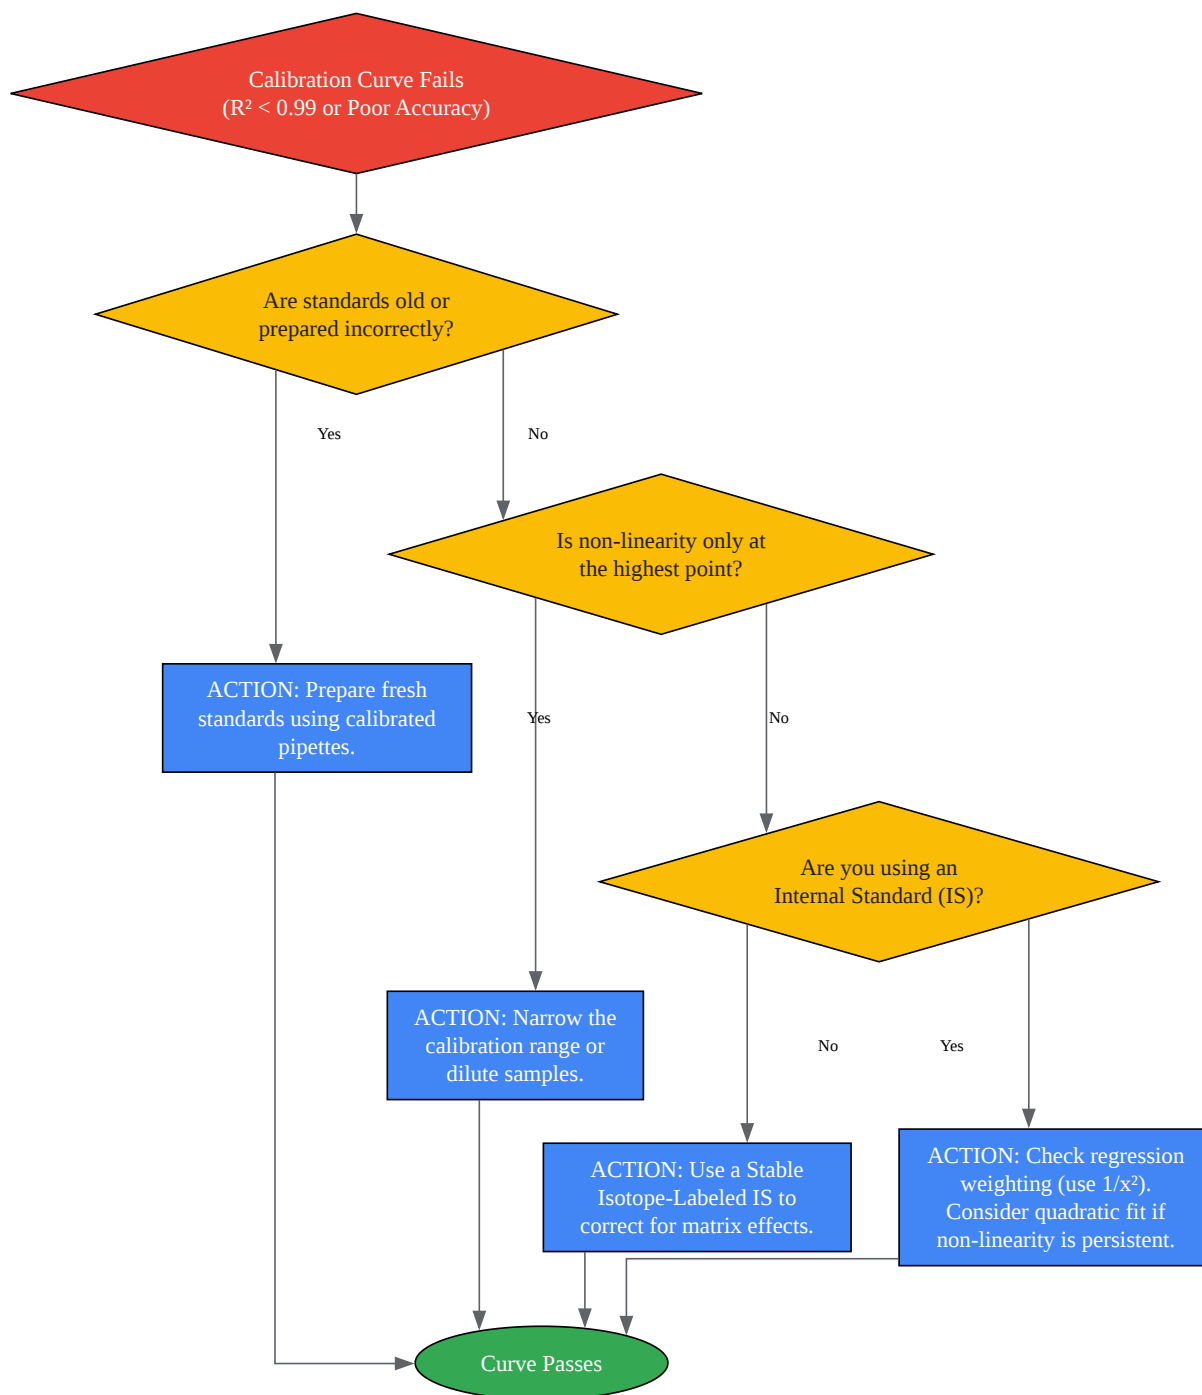 Calibration Curve Fails
(R² < 0.99 or Poor Accuracy)
Are standards old or
prepared incorrectly?
Yes
No
Is non-linearity only at
the highest point?
ACTION: Prepare fresh
standards using calibrated
pipettes.
Yes
No
Are you using an
Internal Standard (IS)?
ACTION: Narrow the
calibration range or
dilute samples.
No
Yes
ACTION: Use a Stable
Isotope-Labeled IS to
correct for matrix effects.
ACTION: Check regression
weighting (use 1/x²).
Consider quadratic fit if
non-linearity is persistent.
Curve Passes